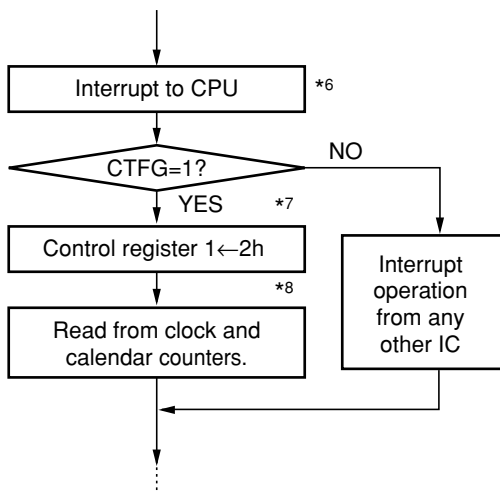 Interrupt to CPU
*6
CTFG=1?
NO
YES
*7
Control register 1←2h
*8
Read from clock and
calendar counters.
Interrupt
operation
from any
other IC